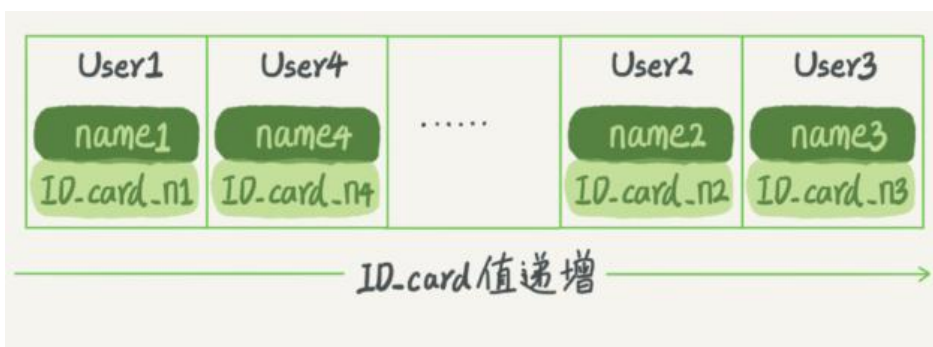 User1 User4 User2 User3
name1 name4 ...... name2 name3
ID_card_n1 ID_card_n4 ID_card_n2 ID_card_n3
ID_card值递增